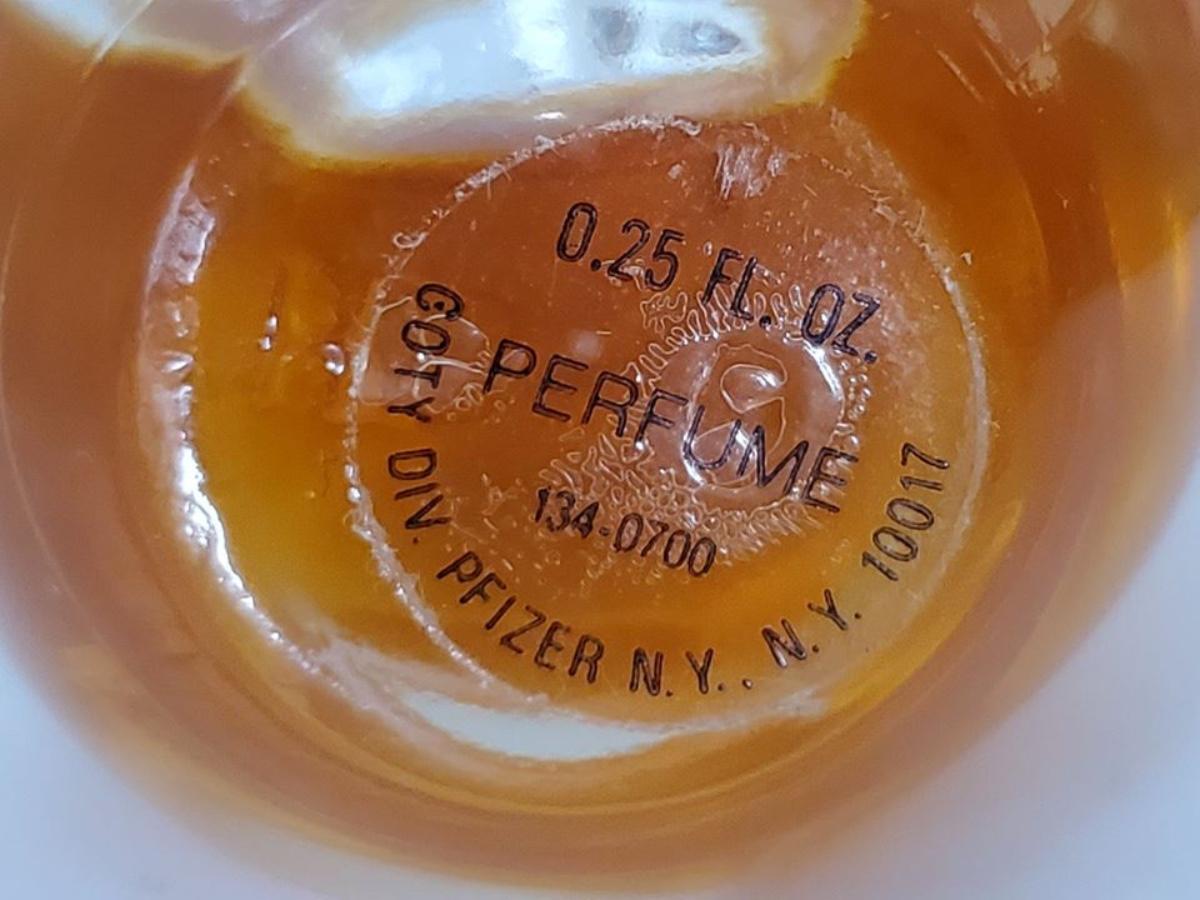 0.25 FL. OZ.
PERFUME
134-0700
COTY DIV. PFIZER N.Y., N.Y. 10017